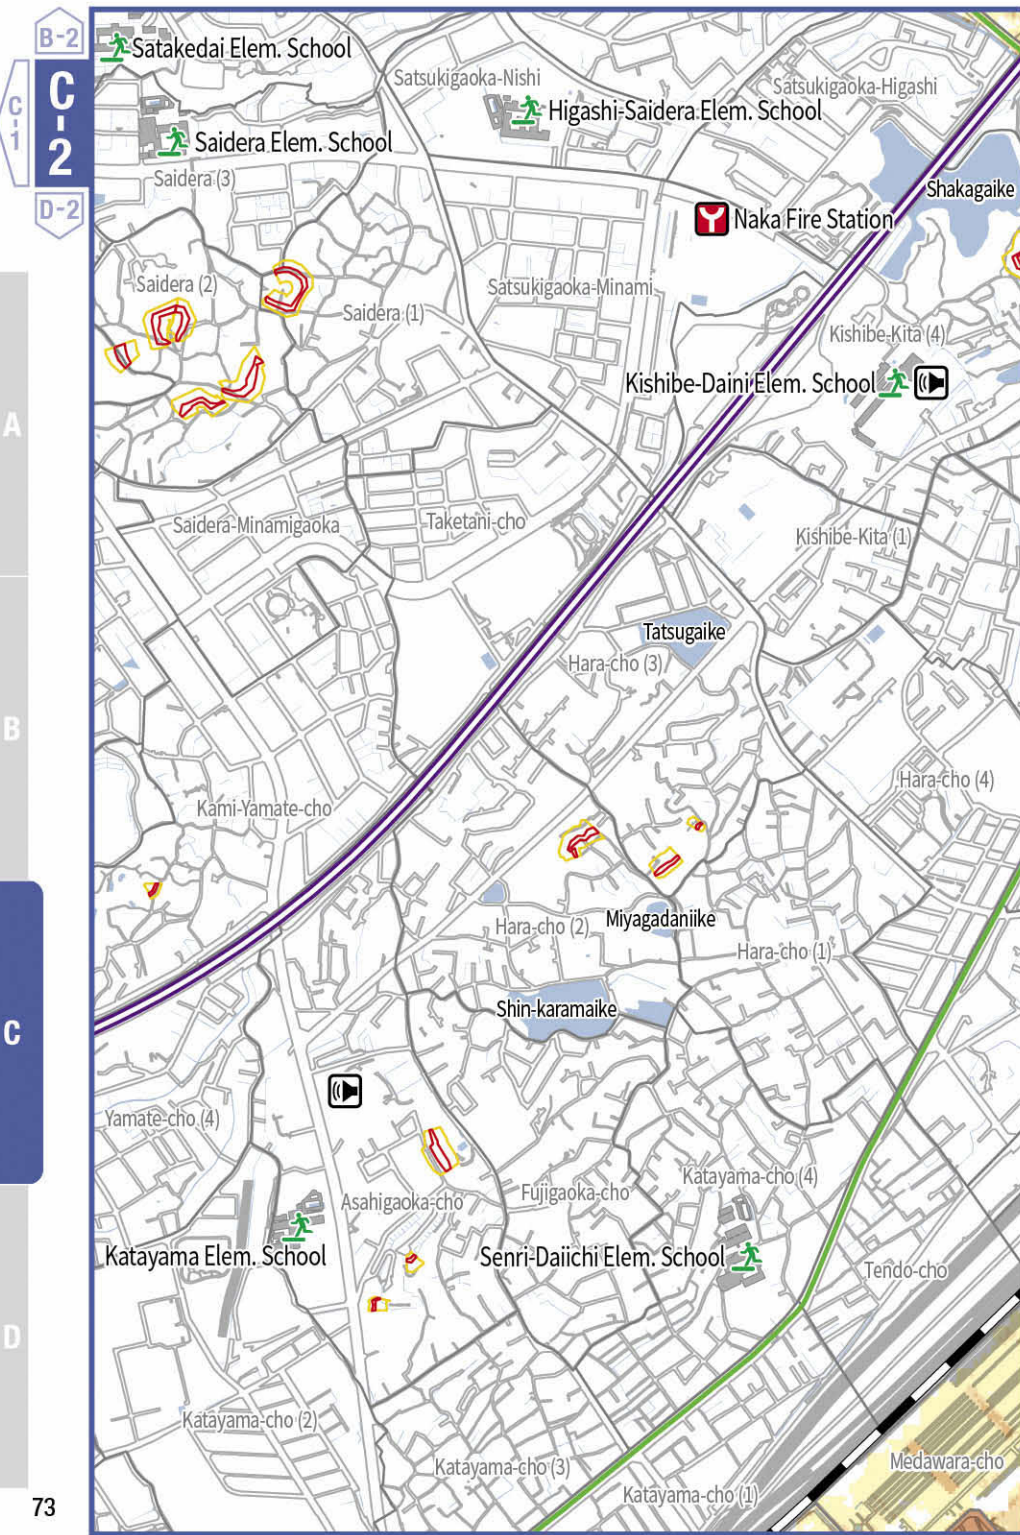 B-2
C-1
C-2
D-2
A
B
C
D
73
Satakedai Elem. School
Satsukigaoka-Nishi
Satsukigaoka-Higashi
Higashi-Saidera Elem. School
Saidera Elem. School
Saidera (3)
Shakagaike
Naka Fire Station
Saidera (2)
Satsukigaoka-Minami
Saidera (1)
Kishibe-Kita (4)
Kishibe-Daini Elem. School
Saidera-Minamigaoka
Taketani-cho
Kishibe-Kita (1)
Tatsugaike
Hara-cho (3)
Hara-cho (4)
Kami-Yamate-cho
Miyagadaniike
Hara-cho (2)
Hara-cho (1)
Shin-karamaike
Yamate-cho (4)
Katayama-cho (4)
Fujigaoka-cho
Asahigaoka-cho
Katayama Elem. School
Senri-Daiichi Elem. School
Tendo-cho
Katayama-cho (2)
Katayama-cho (3)
Medawara-cho
Katayama-cho (1)